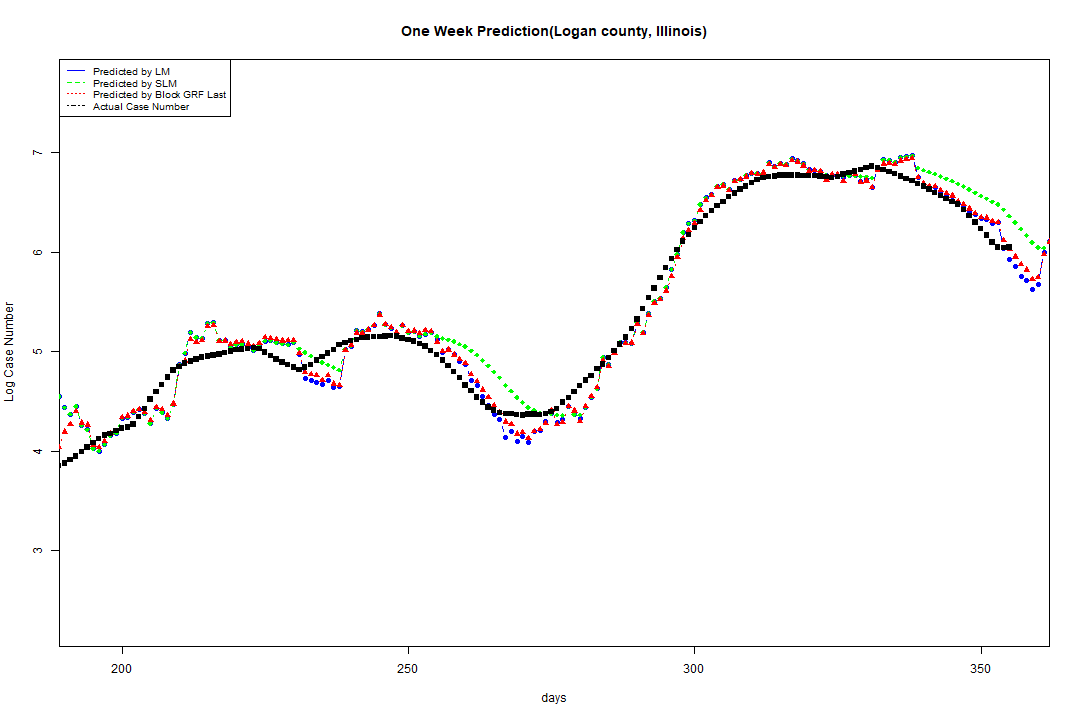 One Week Prediction(Logan county, Illinois)
Predicted by LM
Predicted by SLM
Predicted by Block GRF Last
Actual Case Number
7
6
5
4
3
Log Case Number
200
250
300
350
days